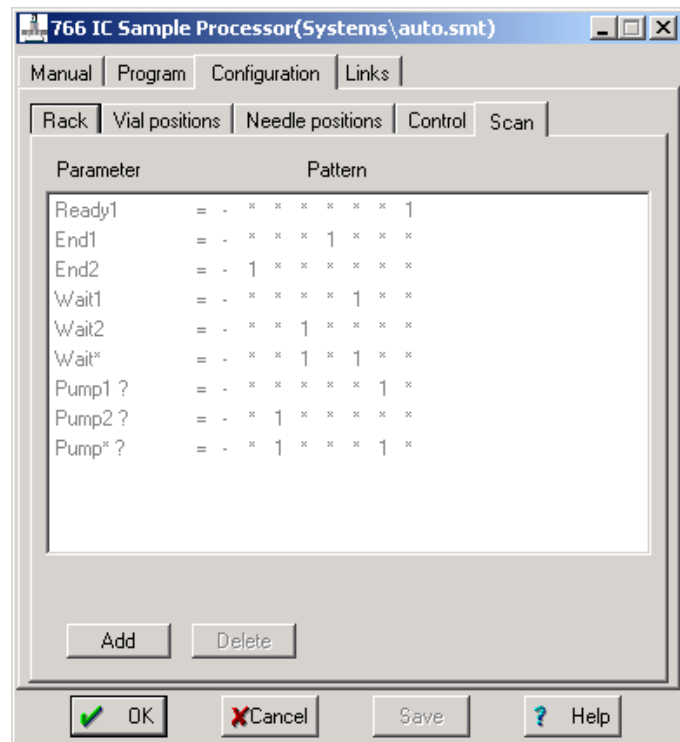 766 IC Sample Processor(Systems\auto.smt)
Manual Program Configuration Links
Rack Vial positions Needle positions Control Scan
Parameter Pattern
Ready1 = - * * * * * * 1
End1 = - * * * 1 * * *
End2 = - 1 * * * * * *
Wait1 = - * * * * 1 * *
Wait2 = - * * 1 * * * *
Wait* = - * * 1 * 1 * *
Pump1 ? = - * * * * * 1 *
Pump2 ? = - * 1 * * * * *
Pump* ? = - * 1 * * * 1 *
Add Delete
OK Cancel Save ? Help